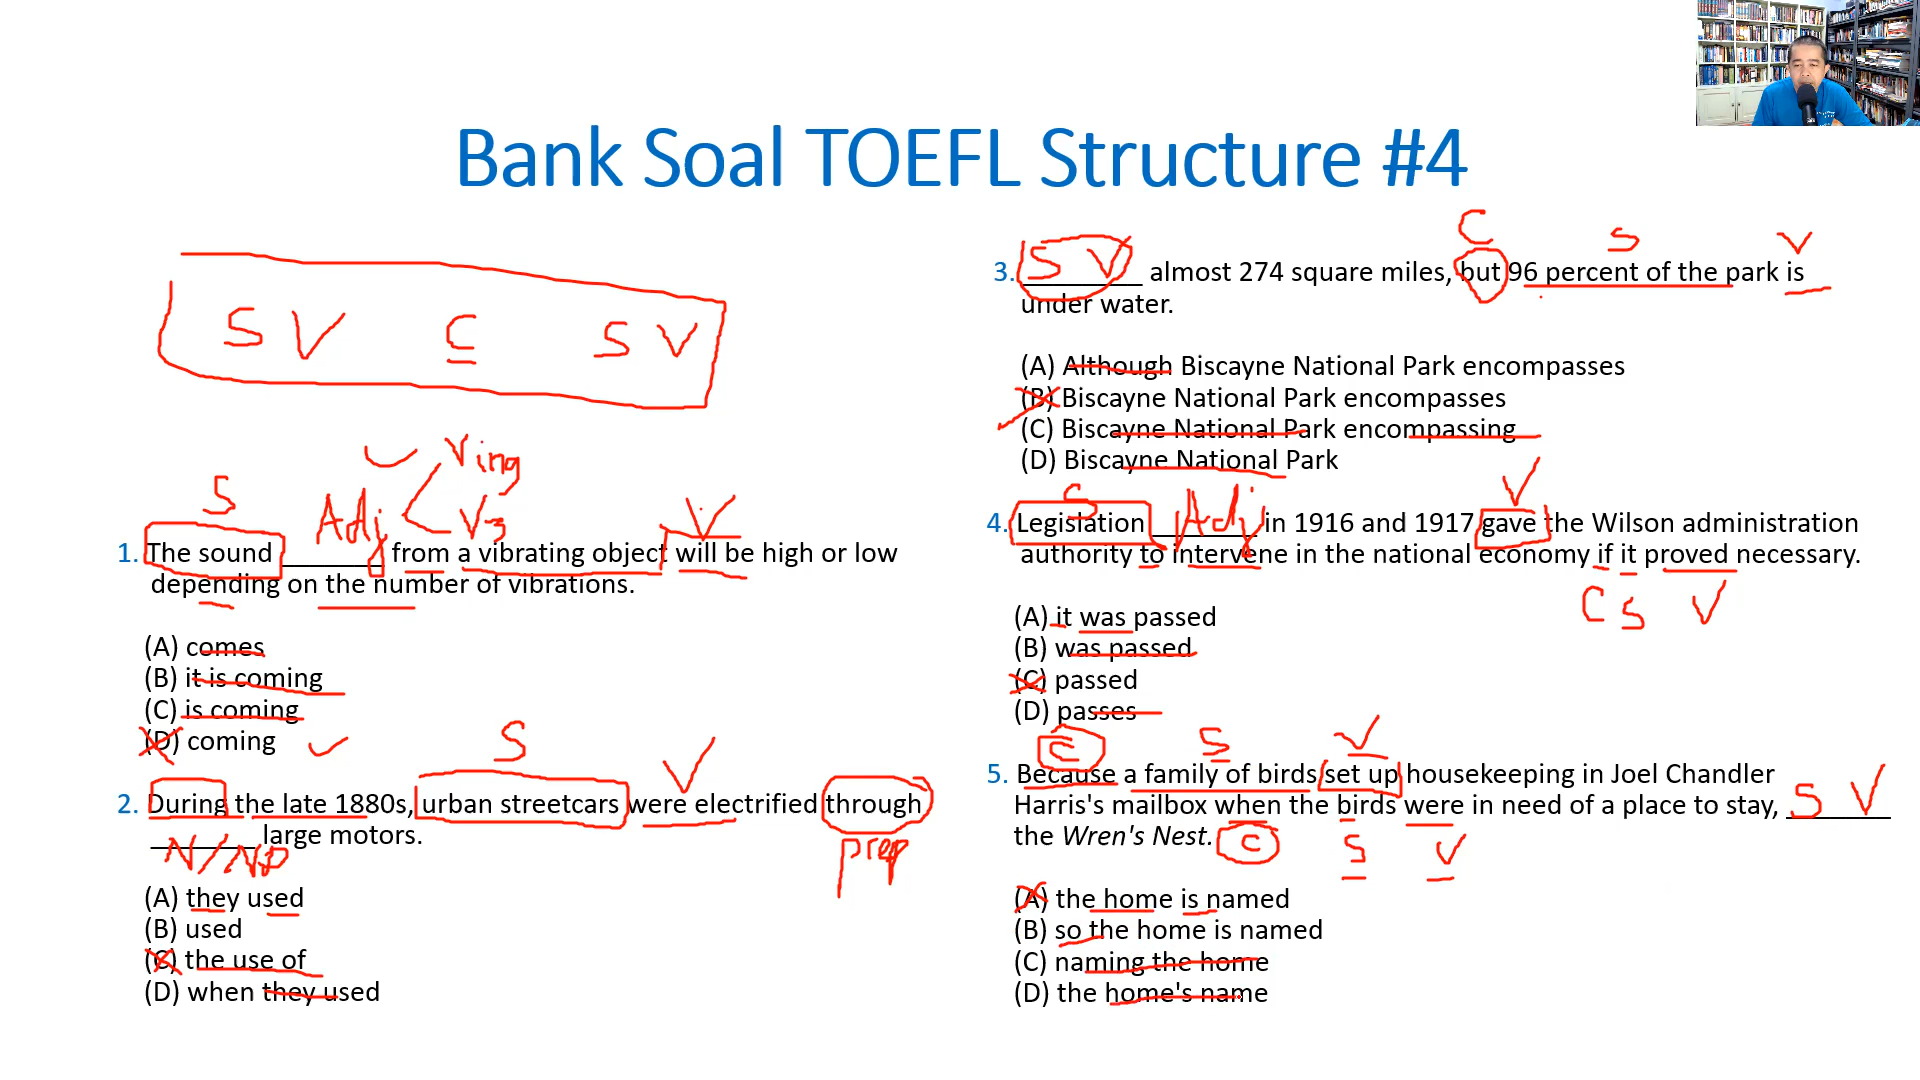 Bank Soal TOEFL Structure #4
S V C S V
S Adj Ving V3 V
1. The sound ________ from a vibrating object will be high or low
depending on the number of vibrations.
(A) comes
(B) it is coming
(C) is coming
(D) coming
S V
2. During the late 1880s, urban streetcars were electrified through
________ large motors.
N/NP prep
(A) they used
(B) used
(C) the use of
(D) when they used
C S V
S V
3. ________ almost 274 square miles, but 96 percent of the park is
under water.
(A) Although Biscayne National Park encompasses
(B) Biscayne National Park encompasses
(C) Biscayne National Park encompassing
(D) Biscayne National Park
S Adj V
4. Legislation ________ in 1916 and 1917 gave the Wilson administration
authority to intervene in the national economy if it proved necessary.
C S V
(A) it was passed
(B) was passed
(C) passed
(D) passes
C S V
5. Because a family of birds set up housekeeping in Joel Chandler
Harris's mailbox when the birds were in need of a place to stay, ________
S V
the Wren's Nest.
C S V
(A) the home is named
(B) so the home is named
(C) naming the home
(D) the home's name